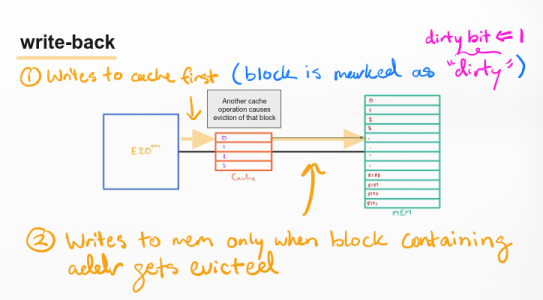 dirty bit ⇐ 1
write-back
① Writes to cache first (block is marked as "dirty")
Another cache
operation causes
eviction of that block
E20™
0
1
2
3
Cache
0
1
2
3
.
.
.
.
8188
8189
8190
8191
MEM
② Writes to mem only when block containing
addr gets evicted